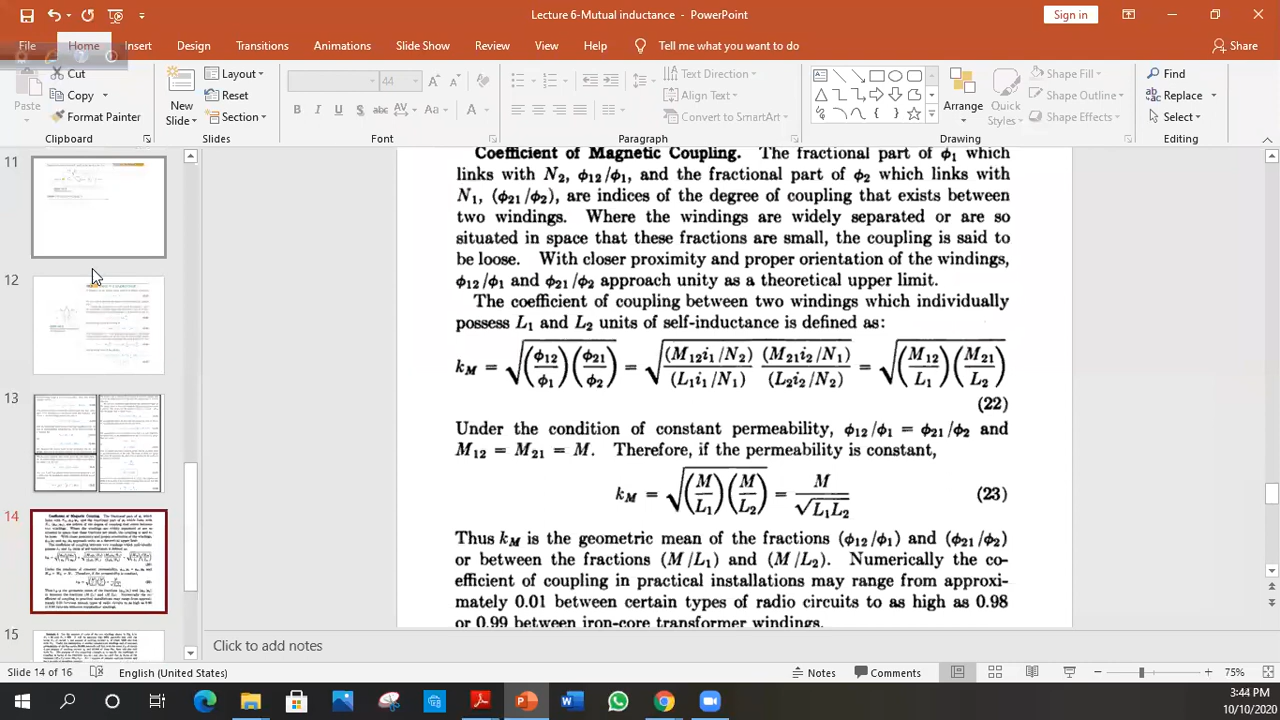 Lecture 6-Mutual inductance - PowerPoint
Sign in
File Home Insert Design Transitions Animations Slide Show Review View Help Tell me what you want to do Share
Paste
Cut
Copy
Format Painter
Clipboard
New Slide
Layout
Reset
Section
Slides
44
Font
Text Direction
Align Text
Convert to SmartArt
Paragraph
Arrange
Quick Styles
Shape Fill
Shape Outline
Shape Effects
Drawing
Find
Replace
Select
Editing
11
12
13
14
15
Coefficient of Magnetic Coupling. The fractional part of ϕ₁ which
links with N₂, ϕ₁₂/ϕ₁, and the fractional part of ϕ₂ which links with
N₁, (ϕ₂₁/ϕ₂), are indices of the degree of coupling that exists between
two windings. Where the windings are widely separated or are so
situated in space that these fractions are small, the coupling is said to
be loose. With closer proximity and proper orientation of the windings,
ϕ₁₂/ϕ₁ and ϕ₂₁/ϕ₂ approach unity as a theoretical upper limit.
The coefficient of coupling between two windings which individually
possess L₁ and L₂ units of self-inductance is defined as:
k_M = √((ϕ₁₂/ϕ₁)(ϕ₂₁/ϕ₂)) = √((M₁₂i₁/N₂)/(L₁i₁/N₁) (M₂₁i₂/N₁)/(L₂i₂/N₂)) = √((M₁₂/L₁)(M₂₁/L₂))
(22)
Under the condition of constant permeability, ϕ₁₂/ϕ₁ = ϕ₂₁/ϕ₂ and
M₁₂ = M₂₁ = M. Therefore, if the permeability is constant,
k_M = √((M/L₁)(M/L₂)) = M/√L₁L₂ (23)
Thus k_M is the geometric mean of the fractions (ϕ₁₂/ϕ₁) and (ϕ₂₁/ϕ₂)
or between the fractions (M/L₁) and (M/L₂). Numerically the co-
efficient of coupling in practical installations may range from approxi-
mately 0.01 between certain types of radio circuits to as high as 0.98
or 0.99 between iron-core transformer windings.
Click to add notes
Slide 14 of 16 English (United States) Notes Comments 75%
3:44 PM
10/10/2020